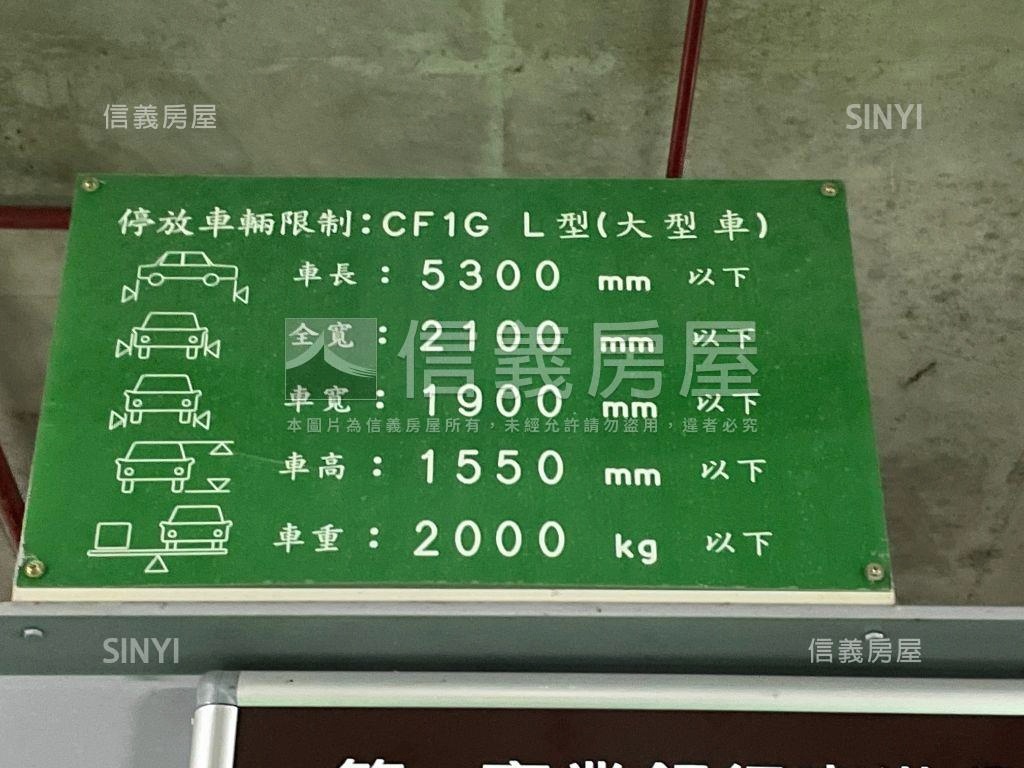 信義房屋 SINYI
停放車輛限制:CF1G L型(大型車)
車長：5300 mm 以下
全寬：2100 mm 以下
信義房屋
車寬：1900 mm 以下
本圖片為信義房屋所有，未經允許請勿盜用，違者必究
車高：1550 mm 以下
車重：2000 kg 以下
SINYI 信義房屋